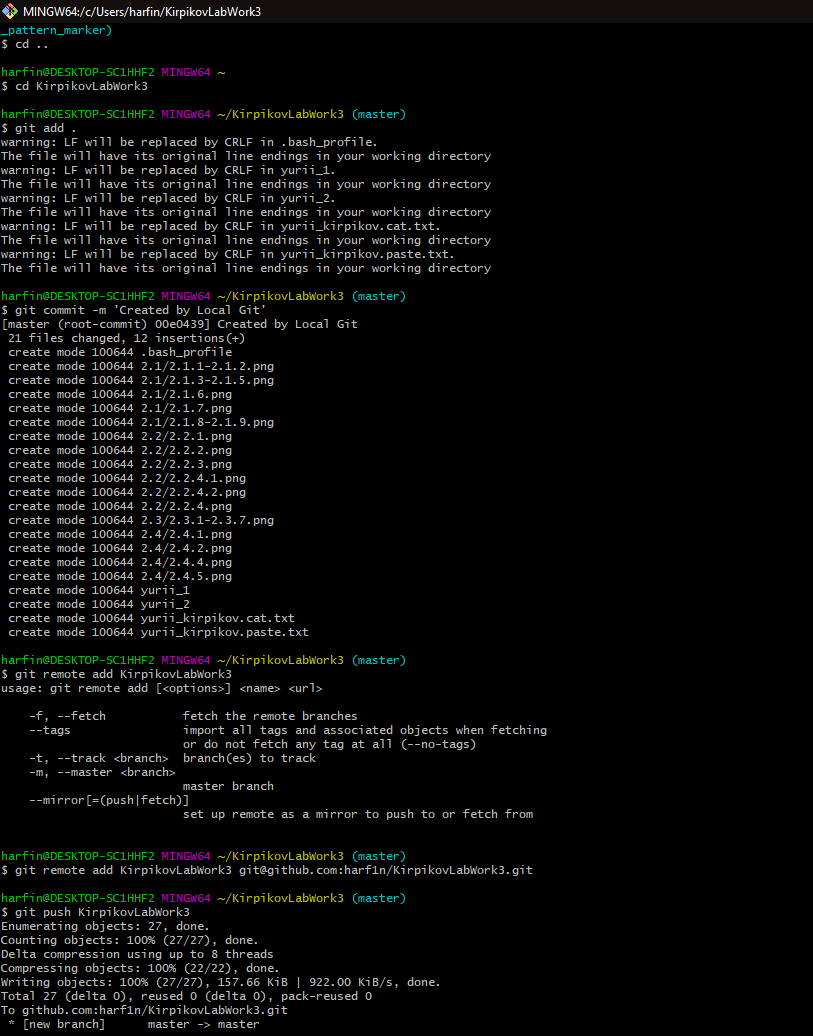 MINGW64:/c/Users/harfin/KirpikovLabWork3
_pattern_marker)
$ cd ..
harfin@DESKTOP-SC1HHF2 MINGW64 ~
$ cd KirpikovLabWork3
harfin@DESKTOP-SC1HHF2 MINGW64 ~/KirpikovLabWork3 (master)
$ git add .
warning: LF will be replaced by CRLF in .bash_profile.
The file will have its original line endings in your working directory
warning: LF will be replaced by CRLF in yurii_1.
The file will have its original line endings in your working directory
warning: LF will be replaced by CRLF in yurii_2.
The file will have its original line endings in your working directory
warning: LF will be replaced by CRLF in yurii_kirpikov.cat.txt.
The file will have its original line endings in your working directory
warning: LF will be replaced by CRLF in yurii_kirpikov.paste.txt.
The file will have its original line endings in your working directory
harfin@DESKTOP-SC1HHF2 MINGW64 ~/KirpikovLabWork3 (master)
$ git commit -m 'Created by Local Git'
[master (root-commit) 00e0439] Created by Local Git
21 files changed, 12 insertions(+)
create mode 100644 .bash_profile
create mode 100644 2.1/2.1.1-2.1.2.png
create mode 100644 2.1/2.1.3-2.1.5.png
create mode 100644 2.1/2.1.6.png
create mode 100644 2.1/2.1.7.png
create mode 100644 2.1/2.1.8-2.1.9.png
create mode 100644 2.2/2.2.1.png
create mode 100644 2.2/2.2.2.png
create mode 100644 2.2/2.2.3.png
create mode 100644 2.2/2.2.4.1.png
create mode 100644 2.2/2.2.4.2.png
create mode 100644 2.2/2.2.4.png
create mode 100644 2.3/2.3.1-2.3.7.png
create mode 100644 2.4/2.4.1.png
create mode 100644 2.4/2.4.2.png
create mode 100644 2.4/2.4.4.png
create mode 100644 2.4/2.4.5.png
create mode 100644 yurii_1
create mode 100644 yurii_2
create mode 100644 yurii_kirpikov.cat.txt
create mode 100644 yurii_kirpikov.paste.txt
harfin@DESKTOP-SC1HHF2 MINGW64 ~/KirpikovLabWork3 (master)
$ git remote add KirpikovLabWork3
usage: git remote add [<options>] <name> <url>
-f, --fetch fetch the remote branches
--tags import all tags and associated objects when fetching
or do not fetch any tag at all (--no-tags)
-t, --track <branch> branch(es) to track
-m, --master <branch>
master branch
--mirror[=(push|fetch)]
set up remote as a mirror to push to or fetch from
harfin@DESKTOP-SC1HHF2 MINGW64 ~/KirpikovLabWork3 (master)
$ git remote add KirpikovLabWork3 git@github.com:harf1n/KirpikovLabWork3.git
harfin@DESKTOP-SC1HHF2 MINGW64 ~/KirpikovLabWork3 (master)
$ git push KirpikovLabWork3
Enumerating objects: 27, done.
Counting objects: 100% (27/27), done.
Delta compression using up to 8 threads
Compressing objects: 100% (22/22), done.
Writing objects: 100% (27/27), 157.66 KiB | 922.00 KiB/s, done.
Total 27 (delta 0), reused 0 (delta 0), pack-reused 0
To github.com:harf1n/KirpikovLabWork3.git
* [new branch] master -> master